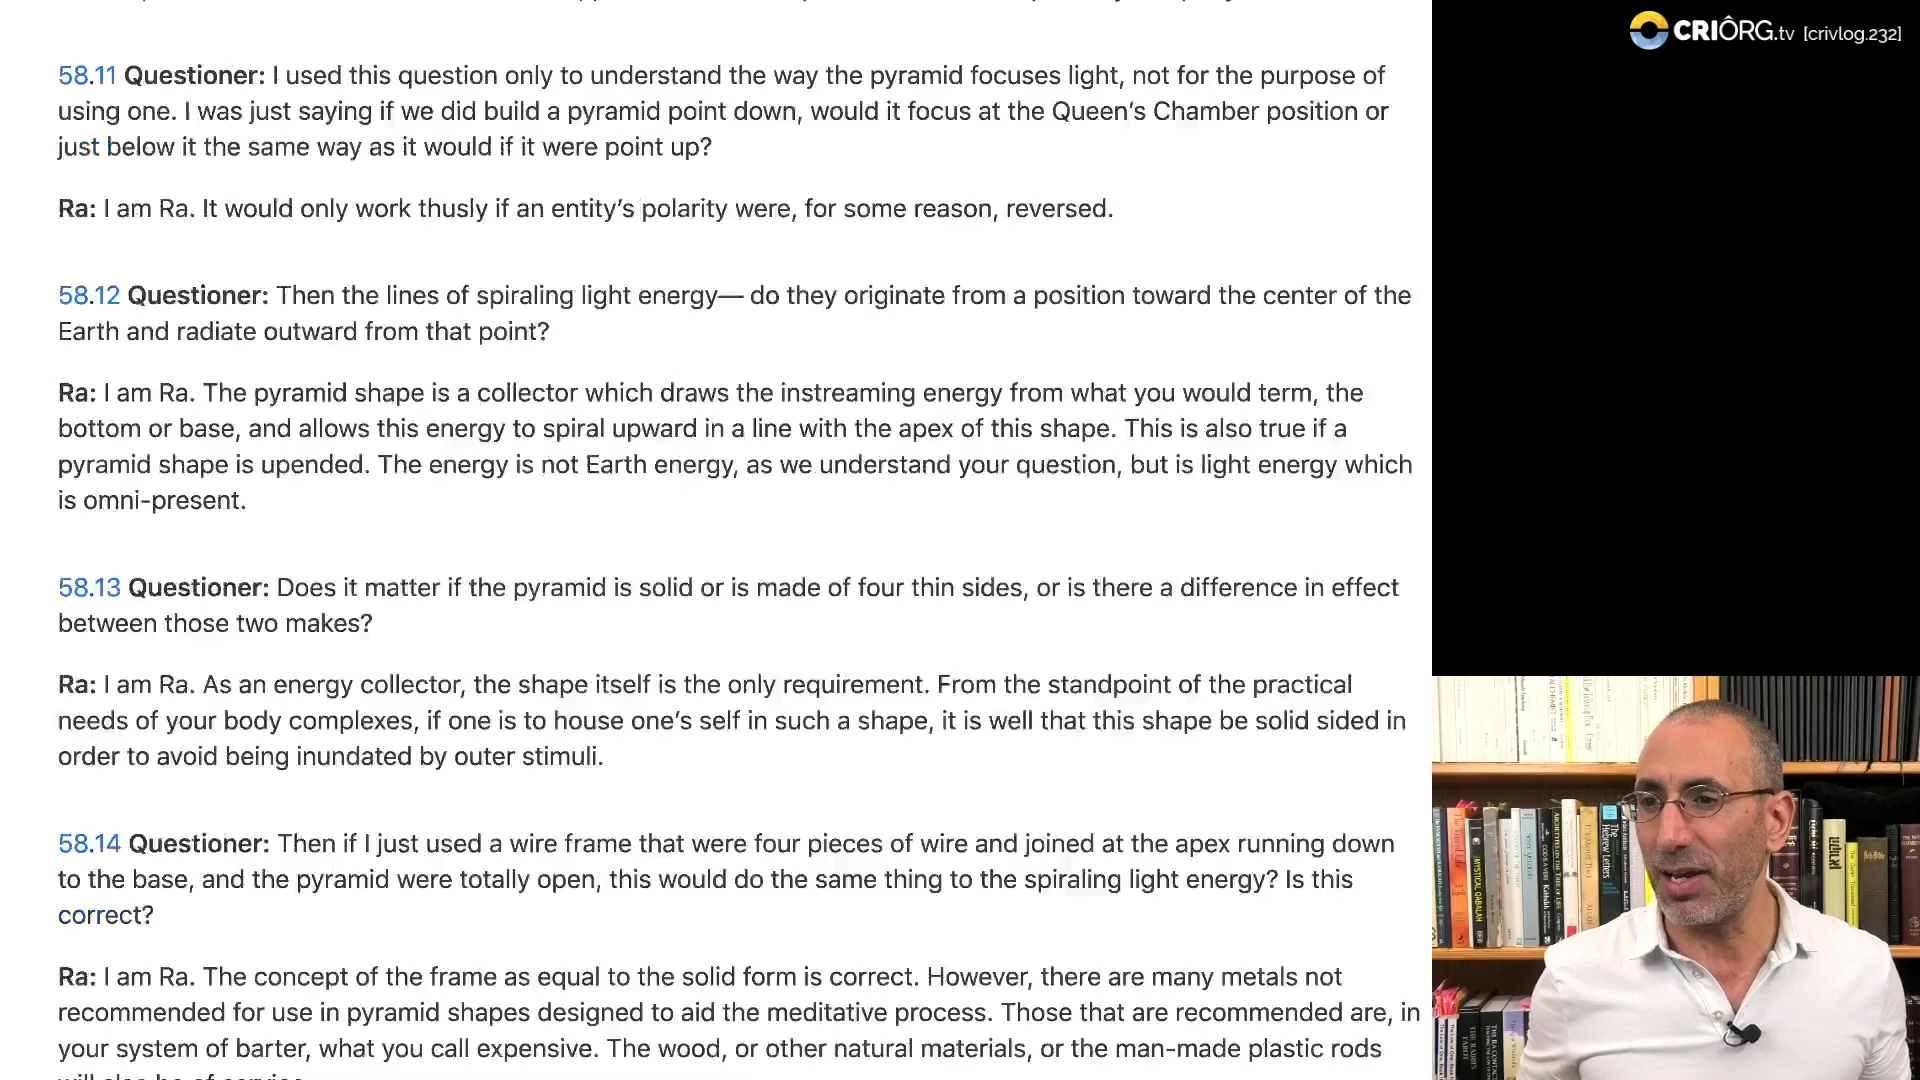 CRIÔRG.tv [crivlog.232]
58.11 Questioner: I used this question only to understand the way the pyramid focuses light, not for the purpose of
using one. I was just saying if we did build a pyramid point down, would it focus at the Queen's Chamber position or
just below it the same way as it would if it were point up?
Ra: I am Ra. It would only work thusly if an entity's polarity were, for some reason, reversed.
58.12 Questioner: Then the lines of spiraling light energy— do they originate from a position toward the center of the
Earth and radiate outward from that point?
Ra: I am Ra. The pyramid shape is a collector which draws the instreaming energy from what you would term, the
bottom or base, and allows this energy to spiral upward in a line with the apex of this shape. This is also true if a
pyramid shape is upended. The energy is not Earth energy, as we understand your question, but is light energy which
is omni-present.
58.13 Questioner: Does it matter if the pyramid is solid or is made of four thin sides, or is there a difference in effect
between those two makes?
Ra: I am Ra. As an energy collector, the shape itself is the only requirement. From the standpoint of the practical
needs of your body complexes, if one is to house one's self in such a shape, it is well that this shape be solid sided in
order to avoid being inundated by outer stimuli.
58.14 Questioner: Then if I just used a wire frame that were four pieces of wire and joined at the apex running down
to the base, and the pyramid were totally open, this would do the same thing to the spiraling light energy? Is this
correct?
Ra: I am Ra. The concept of the frame as equal to the solid form is correct. However, there are many metals not
recommended for use in pyramid shapes designed to aid the meditative process. Those that are recommended are, in
your system of barter, what you call expensive. The wood, or other natural materials, or the man-made plastic rods
MYSTICAL QABALAH
The Hebrew Letters